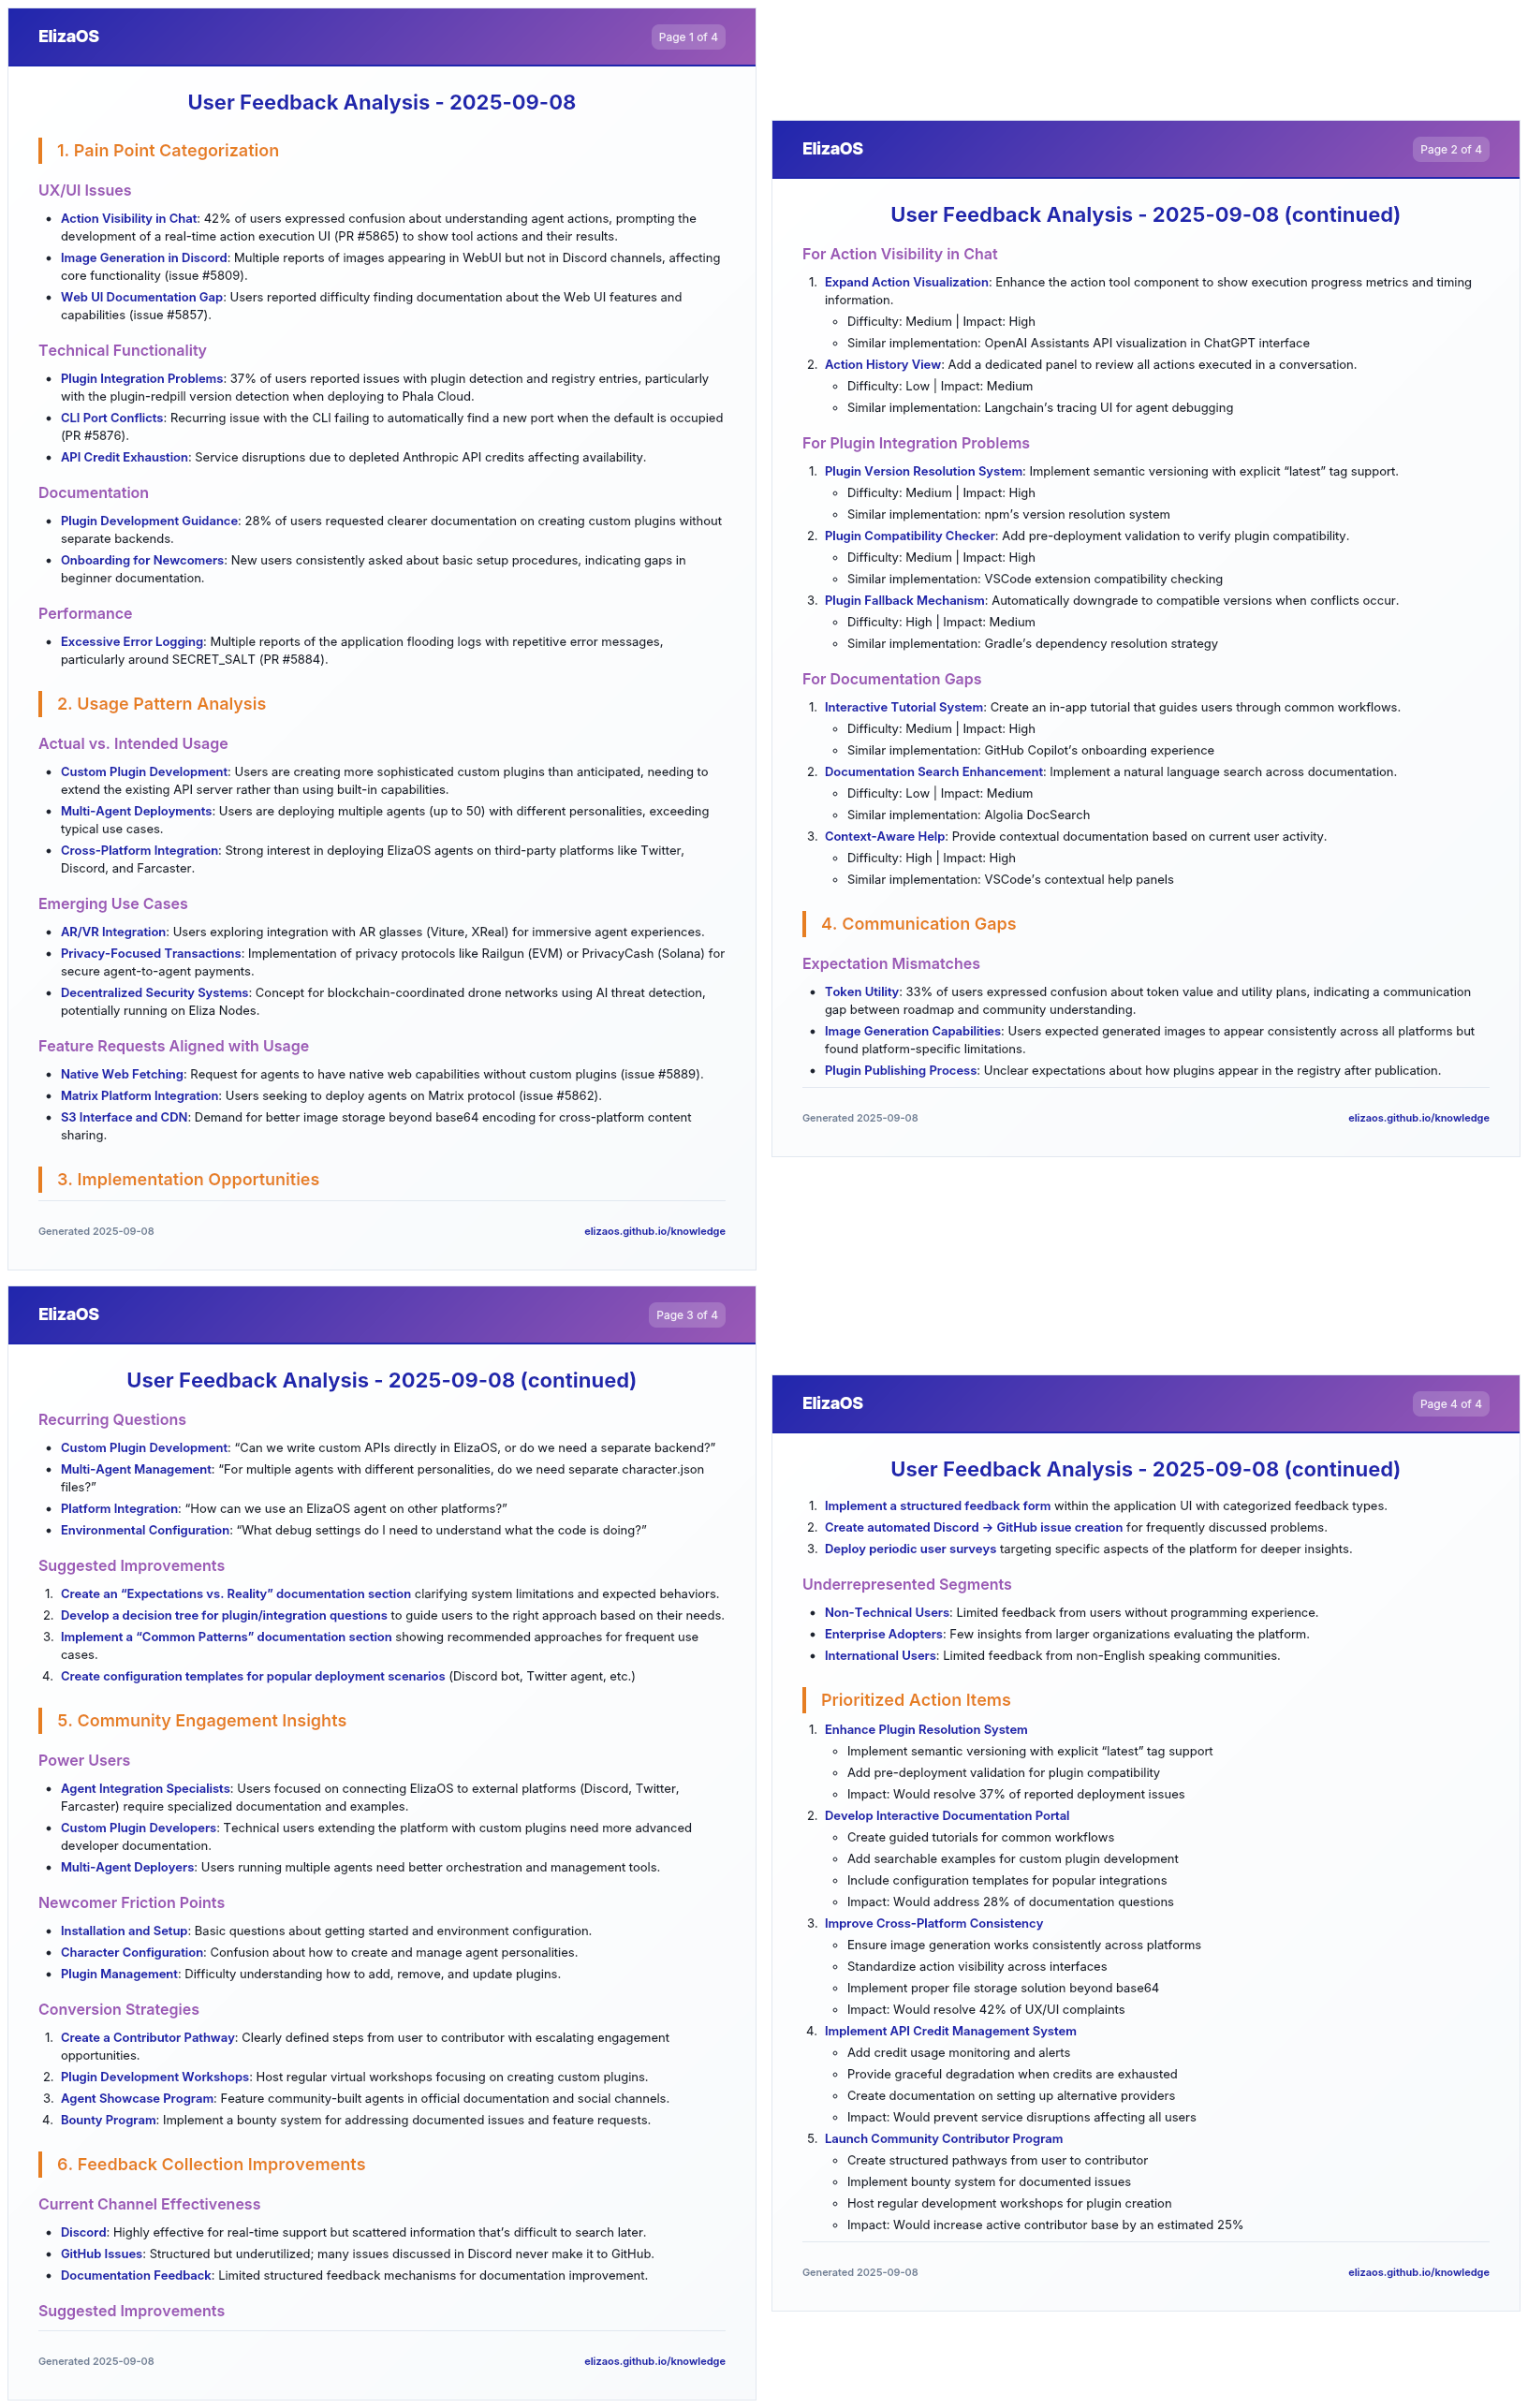 ElizaOS
Page 1 of 4
User Feedback Analysis - 2025-09-08
1. Pain Point Categorization
UX/UI Issues
• Action Visibility in Chat: 42% of users expressed confusion about understanding agent actions, prompting the
development of a real-time action execution UI (PR #5865) to show tool actions and their results.
• Image Generation in Discord: Multiple reports of images appearing in WebUI but not in Discord channels, affecting
core functionality (issue #5809).
• Web UI Documentation Gap: Users reported difficulty finding documentation about the Web UI features and
capabilities (issue #5857).
Technical Functionality
• Plugin Integration Problems: 37% of users reported issues with plugin detection and registry entries, particularly
with the plugin-redpill version detection when deploying to Phala Cloud.
• CLI Port Conflicts: Recurring issue with the CLI failing to automatically find a new port when the default is occupied
(PR #5876).
• API Credit Exhaustion: Service disruptions due to depleted Anthropic API credits affecting availability.
Documentation
• Plugin Development Guidance: 28% of users requested clearer documentation on creating custom plugins without
separate backends.
• Onboarding for Newcomers: New users consistently asked about basic setup procedures, indicating gaps in
beginner documentation.
Performance
• Excessive Error Logging: Multiple reports of the application flooding logs with repetitive error messages,
particularly around SECRET_SALT (PR #5884).
2. Usage Pattern Analysis
Actual vs. Intended Usage
• Custom Plugin Development: Users are creating more sophisticated custom plugins than anticipated, needing to
extend the existing API server rather than using built-in capabilities.
• Multi-Agent Deployments: Users are deploying multiple agents (up to 50) with different personalities, exceeding
typical use cases.
• Cross-Platform Integration: Strong interest in deploying ElizaOS agents on third-party platforms like Twitter,
Discord, and Farcaster.
Emerging Use Cases
• AR/VR Integration: Users exploring integration with AR glasses (Viture, XReal) for immersive agent experiences.
• Privacy-Focused Transactions: Implementation of privacy protocols like Railgun (EVM) or PrivacyCash (Solana) for
secure agent-to-agent payments.
• Decentralized Security Systems: Concept for blockchain-coordinated drone networks using AI threat detection,
potentially running on Eliza Nodes.
Feature Requests Aligned with Usage
• Native Web Fetching: Request for agents to have native web capabilities without custom plugins (issue #5889).
• Matrix Platform Integration: Users seeking to deploy agents on Matrix protocol (issue #5862).
• S3 Interface and CDN: Demand for better image storage beyond base64 encoding for cross-platform content
sharing.
3. Implementation Opportunities
Generated 2025-09-08
elizaos.github.io/knowledge
ElizaOS
Page 2 of 4
User Feedback Analysis - 2025-09-08 (continued)
For Action Visibility in Chat
1. Expand Action Visualization: Enhance the action tool component to show execution progress metrics and timing
information.
◦ Difficulty: Medium | Impact: High
◦ Similar implementation: OpenAI Assistants API visualization in ChatGPT interface
2. Action History View: Add a dedicated panel to review all actions executed in a conversation.
◦ Difficulty: Low | Impact: Medium
◦ Similar implementation: Langchain’s tracing UI for agent debugging
For Plugin Integration Problems
1. Plugin Version Resolution System: Implement semantic versioning with explicit “latest” tag support.
◦ Difficulty: Medium | Impact: High
◦ Similar implementation: npm’s version resolution system
2. Plugin Compatibility Checker: Add pre-deployment validation to verify plugin compatibility.
◦ Difficulty: Medium | Impact: High
◦ Similar implementation: VSCode extension compatibility checking
3. Plugin Fallback Mechanism: Automatically downgrade to compatible versions when conflicts occur.
◦ Difficulty: High | Impact: Medium
◦ Similar implementation: Gradle’s dependency resolution strategy
For Documentation Gaps
1. Interactive Tutorial System: Create an in-app tutorial that guides users through common workflows.
◦ Difficulty: Medium | Impact: High
◦ Similar implementation: GitHub Copilot’s onboarding experience
2. Documentation Search Enhancement: Implement a natural language search across documentation.
◦ Difficulty: Low | Impact: Medium
◦ Similar implementation: Algolia DocSearch
3. Context-Aware Help: Provide contextual documentation based on current user activity.
◦ Difficulty: High | Impact: High
◦ Similar implementation: VSCode’s contextual help panels
4. Communication Gaps
Expectation Mismatches
• Token Utility: 33% of users expressed confusion about token value and utility plans, indicating a communication
gap between roadmap and community understanding.
• Image Generation Capabilities: Users expected generated images to appear consistently across all platforms but
found platform-specific limitations.
• Plugin Publishing Process: Unclear expectations about how plugins appear in the registry after publication.
Generated 2025-09-08
elizaos.github.io/knowledge
ElizaOS
Page 3 of 4
User Feedback Analysis - 2025-09-08 (continued)
Recurring Questions
• Custom Plugin Development: “Can we write custom APIs directly in ElizaOS, or do we need a separate backend?”
• Multi-Agent Management: “For multiple agents with different personalities, do we need separate character.json
files?”
• Platform Integration: “How can we use an ElizaOS agent on other platforms?”
• Environmental Configuration: “What debug settings do I need to understand what the code is doing?”
Suggested Improvements
1. Create an “Expectations vs. Reality” documentation section clarifying system limitations and expected behaviors.
2. Develop a decision tree for plugin/integration questions to guide users to the right approach based on their needs.
3. Implement a “Common Patterns” documentation section showing recommended approaches for frequent use
cases.
4. Create configuration templates for popular deployment scenarios (Discord bot, Twitter agent, etc.)
5. Community Engagement Insights
Power Users
• Agent Integration Specialists: Users focused on connecting ElizaOS to external platforms (Discord, Twitter,
Farcaster) require specialized documentation and examples.
• Custom Plugin Developers: Technical users extending the platform with custom plugins need more advanced
developer documentation.
• Multi-Agent Deployers: Users running multiple agents need better orchestration and management tools.
Newcomer Friction Points
• Installation and Setup: Basic questions about getting started and environment configuration.
• Character Configuration: Confusion about how to create and manage agent personalities.
• Plugin Management: Difficulty understanding how to add, remove, and update plugins.
Conversion Strategies
1. Create a Contributor Pathway: Clearly defined steps from user to contributor with escalating engagement
opportunities.
2. Plugin Development Workshops: Host regular virtual workshops focusing on creating custom plugins.
3. Agent Showcase Program: Feature community-built agents in official documentation and social channels.
4. Bounty Program: Implement a bounty system for addressing documented issues and feature requests.
6. Feedback Collection Improvements
Current Channel Effectiveness
• Discord: Highly effective for real-time support but scattered information that’s difficult to search later.
• GitHub Issues: Structured but underutilized; many issues discussed in Discord never make it to GitHub.
• Documentation Feedback: Limited structured feedback mechanisms for documentation improvement.
Suggested Improvements
Generated 2025-09-08
elizaos.github.io/knowledge
ElizaOS
Page 4 of 4
User Feedback Analysis - 2025-09-08 (continued)
1. Implement a structured feedback form within the application UI with categorized feedback types.
2. Create automated Discord → GitHub issue creation for frequently discussed problems.
3. Deploy periodic user surveys targeting specific aspects of the platform for deeper insights.
Underrepresented Segments
• Non-Technical Users: Limited feedback from users without programming experience.
• Enterprise Adopters: Few insights from larger organizations evaluating the platform.
• International Users: Limited feedback from non-English speaking communities.
Prioritized Action Items
1. Enhance Plugin Resolution System
◦ Implement semantic versioning with explicit “latest” tag support
◦ Add pre-deployment validation for plugin compatibility
◦ Impact: Would resolve 37% of reported deployment issues
2. Develop Interactive Documentation Portal
◦ Create guided tutorials for common workflows
◦ Add searchable examples for custom plugin development
◦ Include configuration templates for popular integrations
◦ Impact: Would address 28% of documentation questions
3. Improve Cross-Platform Consistency
◦ Ensure image generation works consistently across platforms
◦ Standardize action visibility across interfaces
◦ Implement proper file storage solution beyond base64
◦ Impact: Would resolve 42% of UX/UI complaints
4. Implement API Credit Management System
◦ Add credit usage monitoring and alerts
◦ Provide graceful degradation when credits are exhausted
◦ Create documentation on setting up alternative providers
◦ Impact: Would prevent service disruptions affecting all users
5. Launch Community Contributor Program
◦ Create structured pathways from user to contributor
◦ Implement bounty system for documented issues
◦ Host regular development workshops for plugin creation
◦ Impact: Would increase active contributor base by an estimated 25%
Generated 2025-09-08
elizaos.github.io/knowledge